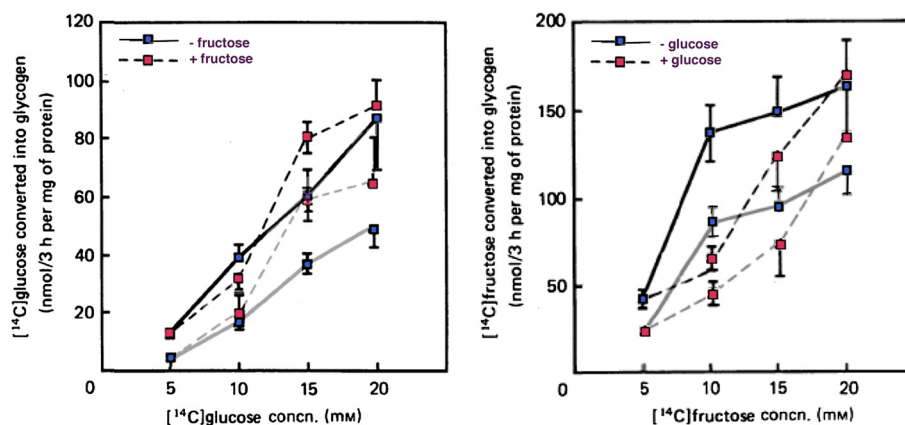 120
100
80
60
40
20
0
5
10
15
20
- fructose
+ fructose
[¹⁴C]glucose converted into glycogen
(nmol/3 h per mg of protein)
[¹⁴C]glucose concn. (mM)
200
150
100
50
0
5
10
15
20
- glucose
+ glucose
[¹⁴C]fructose converted into glycogen
(nmol/3 h per mg of protein)
[¹⁴C]fructose concn. (mM)